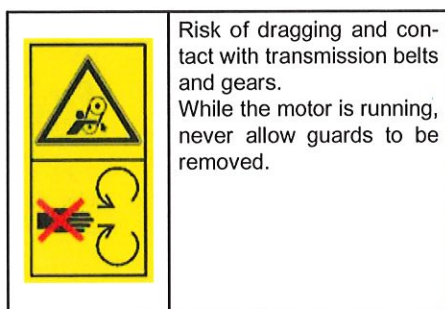 Risk of dragging and con-
tact with transmission belts
and gears.
While the motor is running,
never allow guards to be
removed.